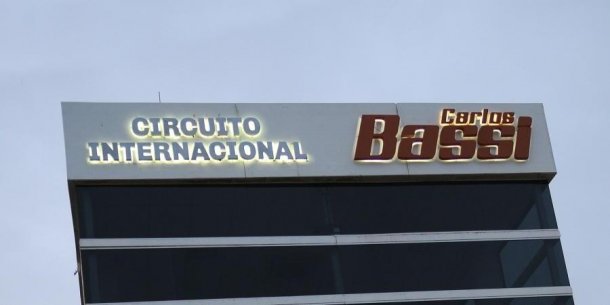 CIRCUITO
INTERNACIONAL
Carlos
Bassi